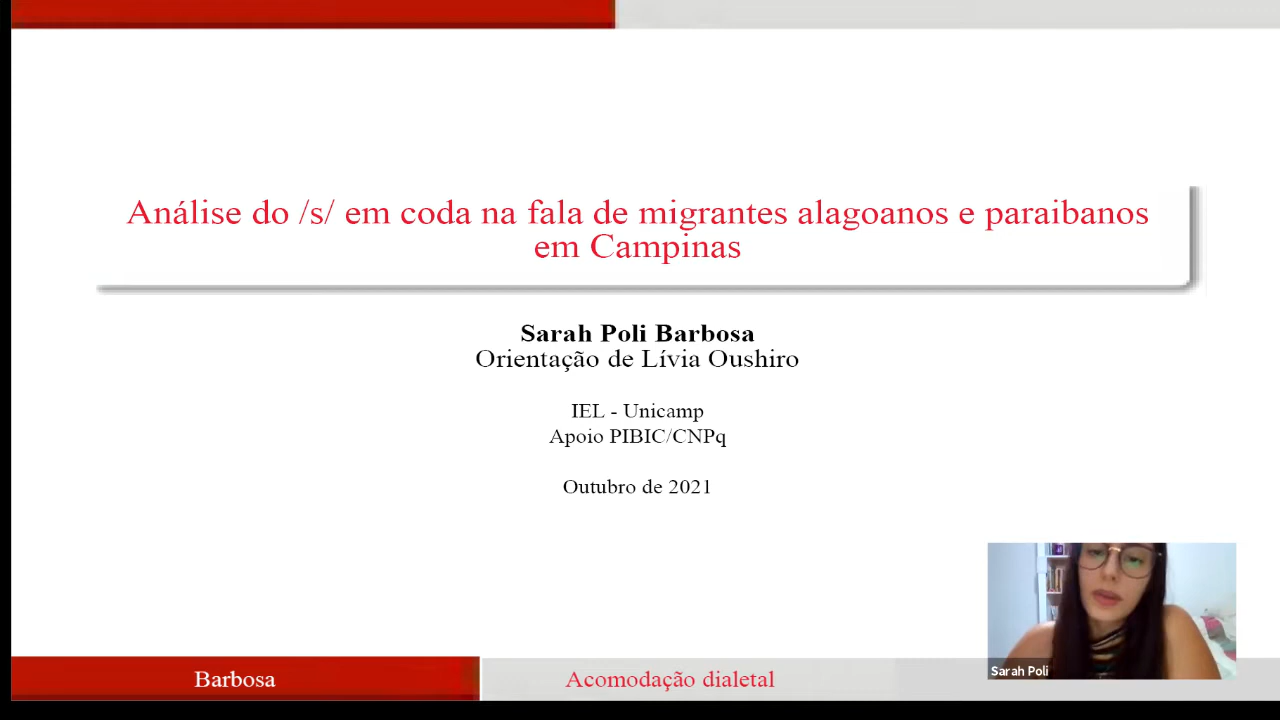 Análise do /s/ em coda na fala de migrantes alagoanos e paraibanos
em Campinas
Sarah Poli Barbosa
Orientação de Lívia Oushiro
IEL - Unicamp
Apoio PIBIC/CNPq
Outubro de 2021
Sarah Poli
Barbosa
Acomodação dialetal